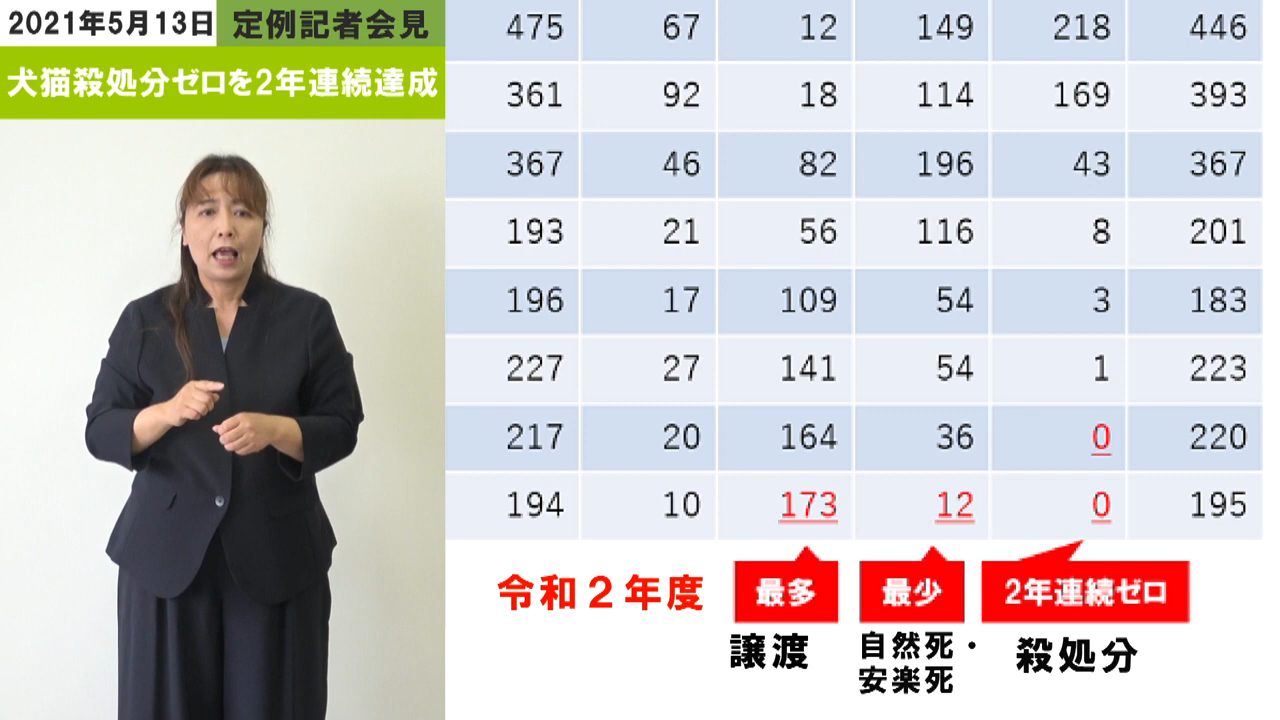 2021年5月13日 定例記者会見
犬猫殺処分ゼロを2年連続達成
475 67 12 149 218 446
361 92 18 114 169 393
367 46 82 196 43 367
193 21 56 116 8 201
196 17 109 54 3 183
227 27 141 54 1 223
217 20 164 36 0 220
194 10 173 12 0 195
令和2年度 最多 最少 2年連続ゼロ
譲渡 自然死・安楽死 殺処分